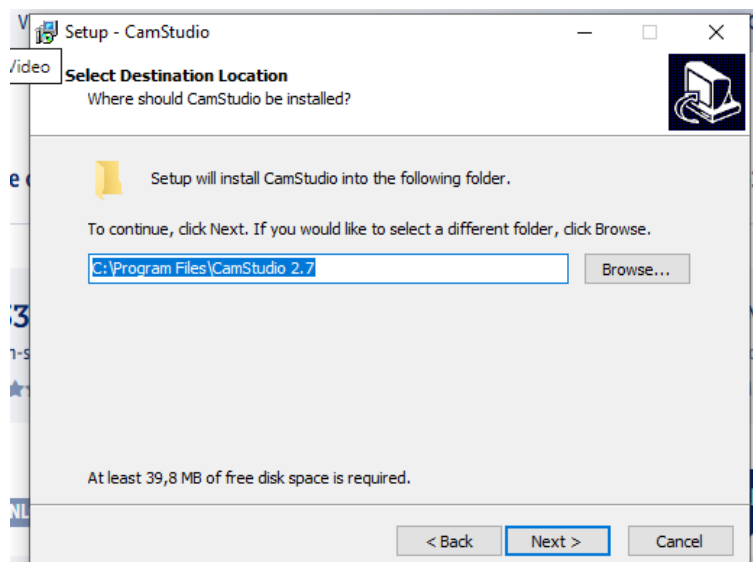 Setup - CamStudio
Video
Select Destination Location
Where should CamStudio be installed?
Setup will install CamStudio into the following folder.
To continue, click Next. If you would like to select a different folder, click Browse.
C:\Program Files\CamStudio 2.7
Browse...
At least 39,8 MB of free disk space is required.
< Back
Next >
Cancel